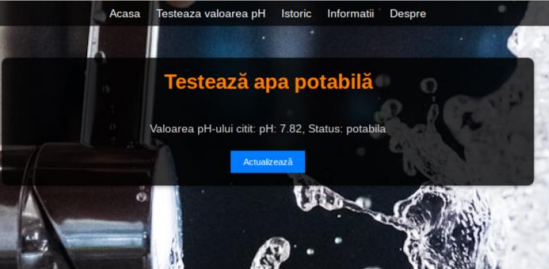 Acasa Testeaza valoarea pH Istoric Informatii Despre
Testează apa potabilă
Valoarea pH-ului citit: pH: 7.82, Status: potabila
Actualizează